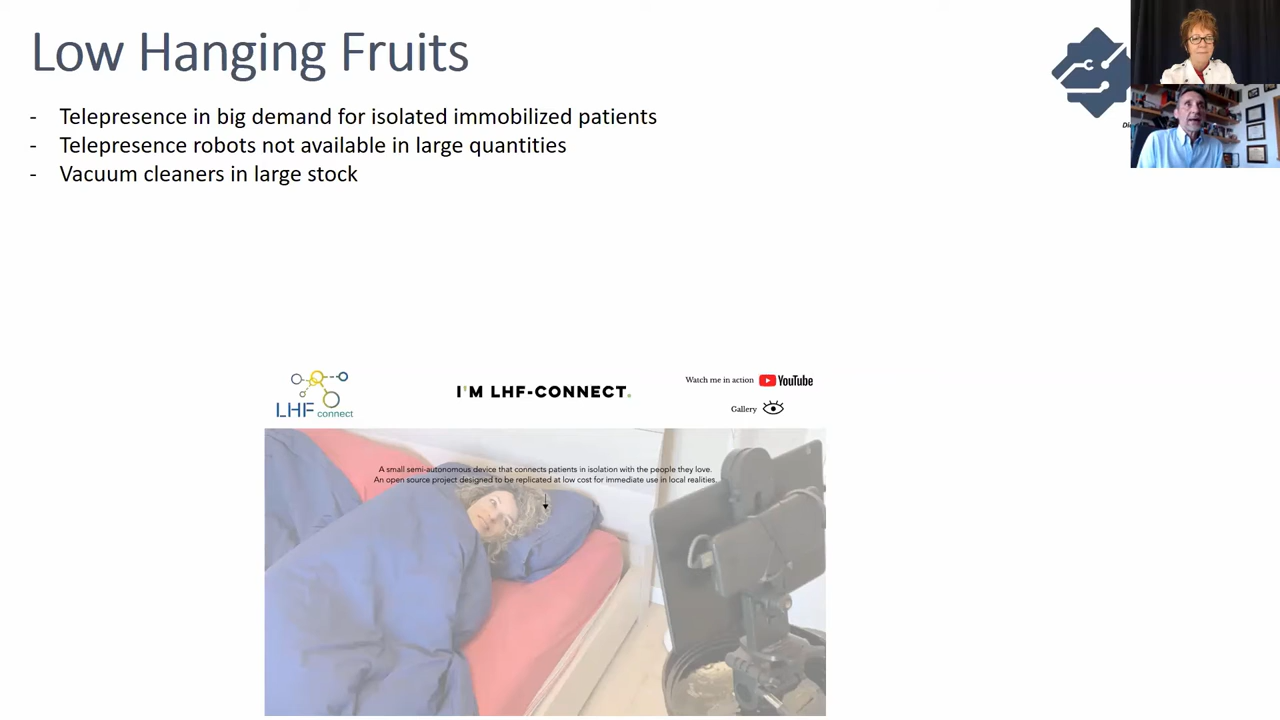 Low Hanging Fruits
- Telepresence in big demand for isolated immobilized patients
- Telepresence robots not available in large quantities
- Vacuum cleaners in large stock
LHF connect
I'M LHF-CONNECT.
Watch me in action YouTube
Gallery
A small semi-autonomous device that connects patients in isolation with the people they love.
An open source project designed to be replicated at low cost for immediate use in local realities.